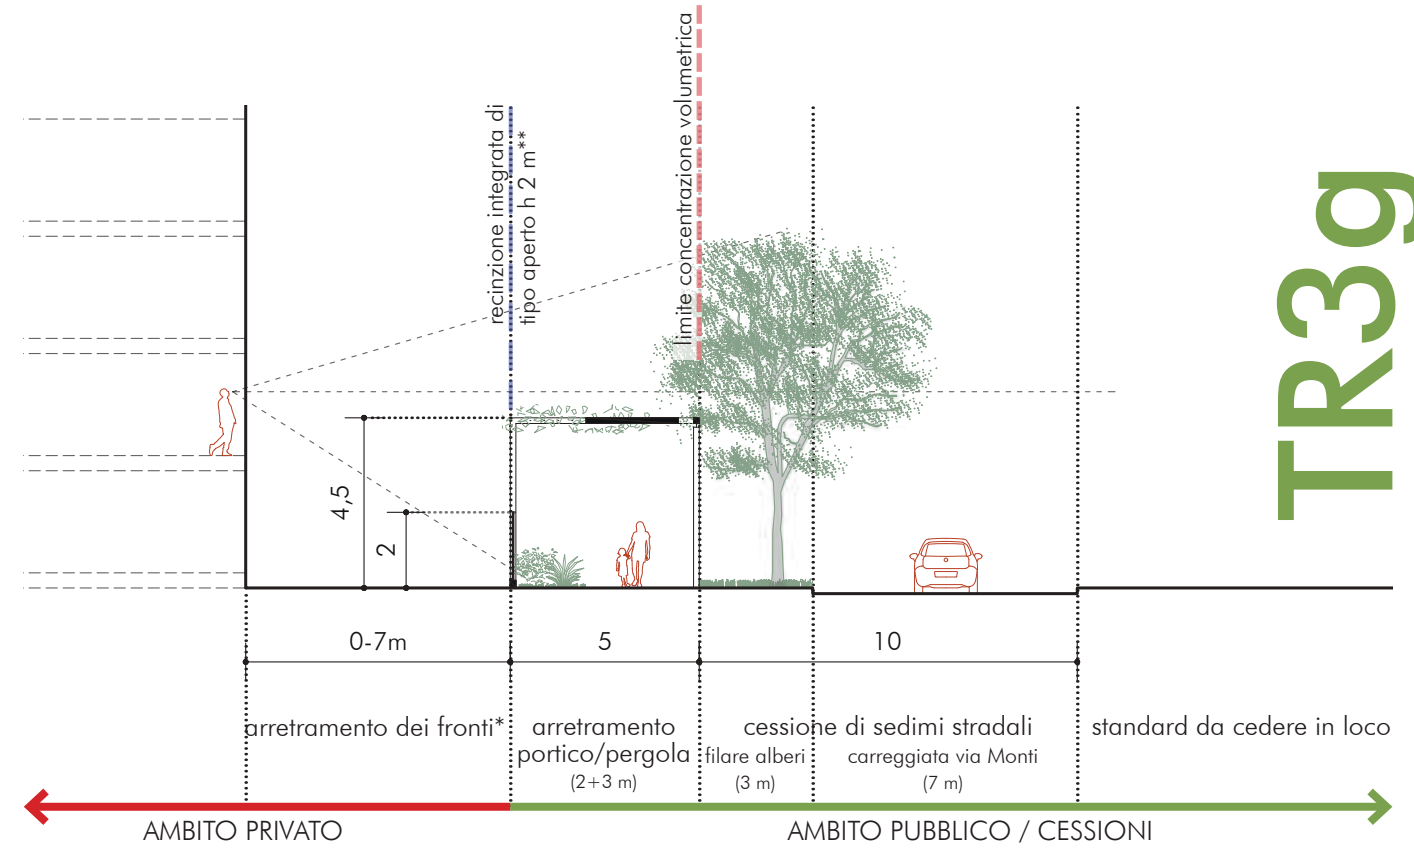 recinzione integrata di
tipo aperto h 2 m**
limite concentrazione volumetrica
TR3g
4,5
2
0-7m
5
10
arretramento dei fronti*
arretramento
portico/pergola
(2+3 m)
cessione di sedimi stradali
filare alberi
(3 m)
carreggiata via Monti
(7 m)
standard da cedere in loco
AMBITO PRIVATO
AMBITO PUBBLICO / CESSIONI